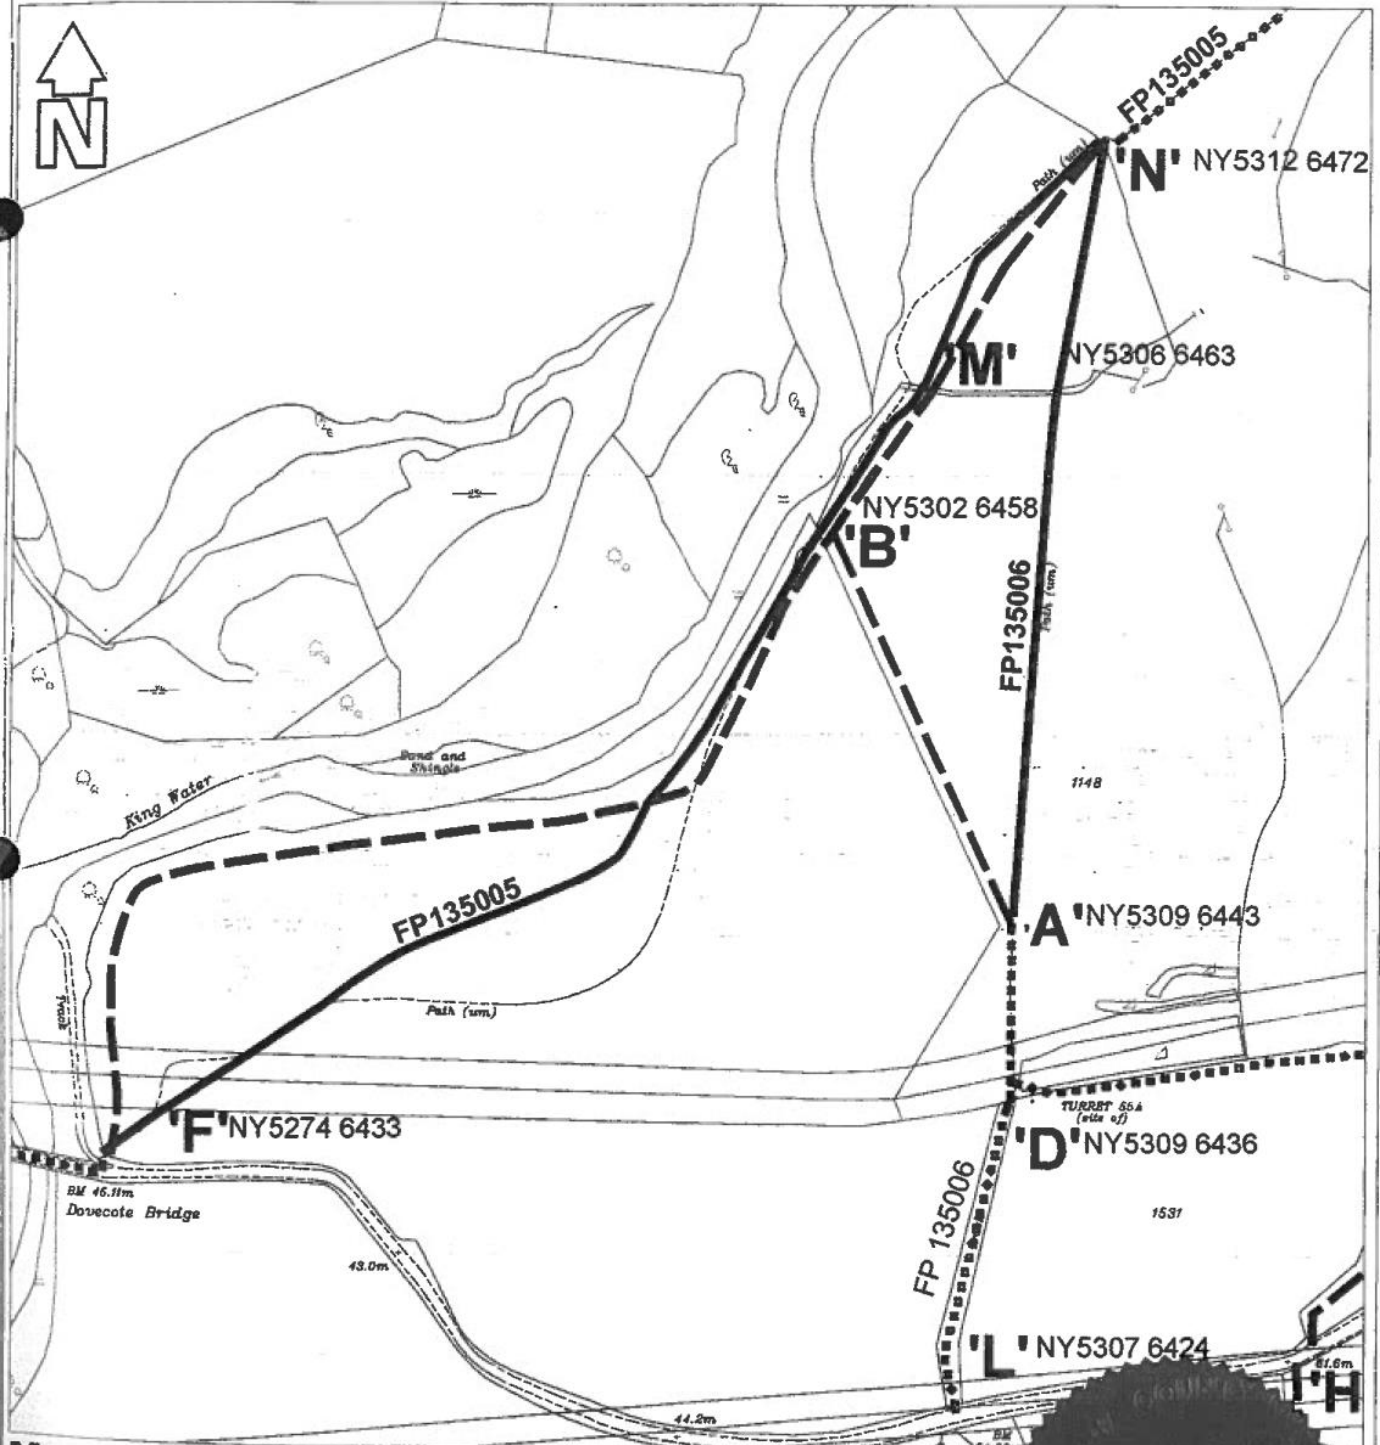 N
FP135005
Path (um)
'N' NY5312 6472
'M' NY5306 6463
NY5302 6458
'B'
FP135006
Path (um)
Sand and
Shingle
King Water
1148
FP135005
'A' NY5309 6443
Track
Path (um)
TURRET 55A
(site of)
'F' NY5274 6433
'D' NY5309 6436
BM 46.11m
Dovecote Bridge
1531
FP 135006
43.0m
'L' NY5307 6424
61.6m
'H
44.2m
BM